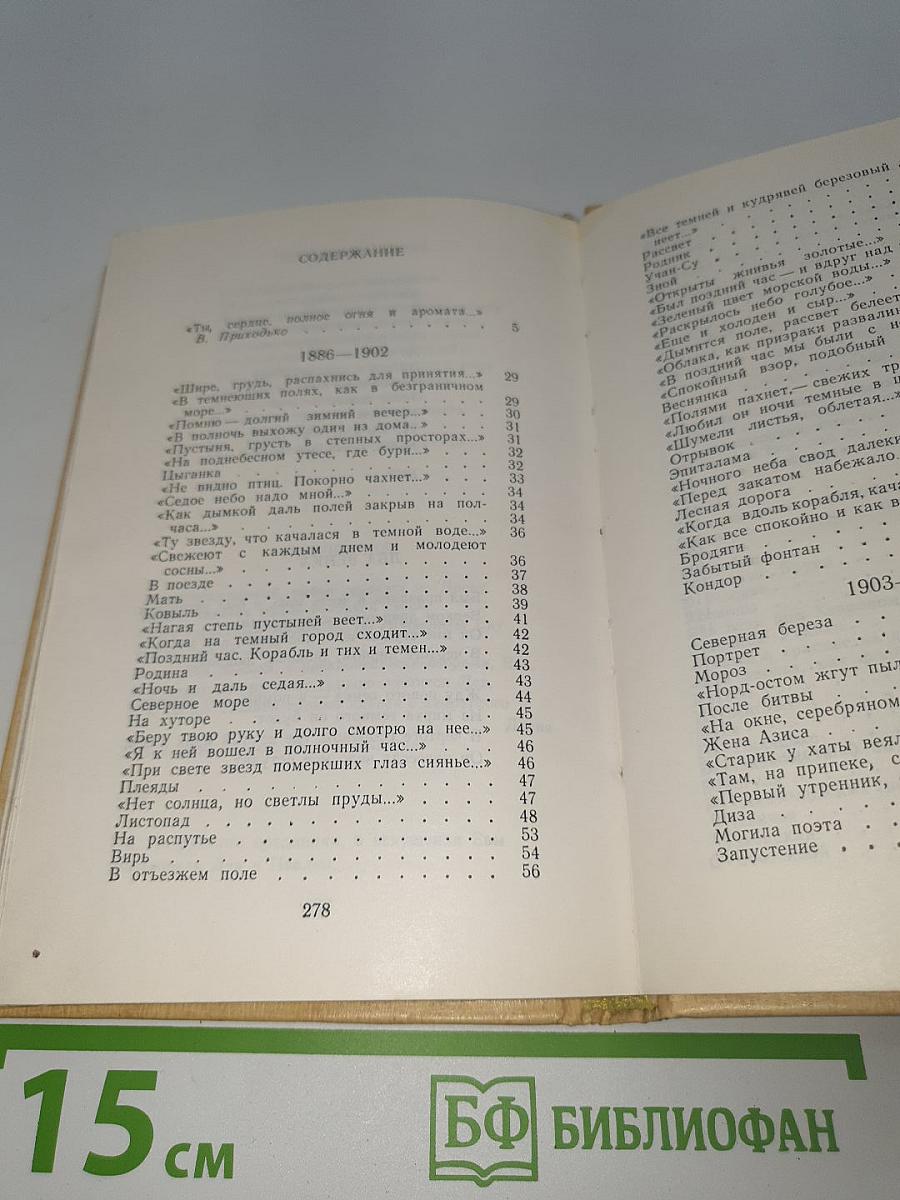 СОДЕРЖАНИЕ
«Ты, сердце, полное огня и аромата...»
В. Приходько . . . . . . . . . . 5
1886—1902
«Шире, грудь, распахнись для принятия...» 29
«В темнеющих полях, как в безграничном
море...» . . . . . . . . . . . . 29
«Помню — долгий зимний вечер...» . . . 30
«В полночь выхожу один из дома...» . . . 31
«Пустыня, грусть в степных просторах...» 31
«На поднебесном утесе, где бури...» . . . 32
Цыганка . . . . . . . . . . . . 32
«Не видно птиц. Покорно чахнет...» . . . 33
«Седое небо надо мной...» . . . . . . . 34
«Как дымкой даль полей закрыв на пол-
часа...» . . . . . . . . . . . . 34
«Ту звезду, что качалася в темной воде...» 36
«Свежеют с каждым днем и молодеют
сосны...» . . . . . . . . . . . . 36
В поезде . . . . . . . . . . . . 37
Мать . . . . . . . . . . . . . 38
Ковыль . . . . . . . . . . . . 39
«Нагая степь пустыней веет...» . . . . . 41
«Когда на темный город сходит...» . . . 42
«Поздний час. Корабль и тих и темен...» . 42
Родина . . . . . . . . . . . . 43
«Ночь и даль седая...» . . . . . . . . 43
Северное море . . . . . . . . . . 44
На хуторе . . . . . . . . . . . 45
«Беру твою руку и долго смотрю на нее...» 45
«Я к ней вошел в полночный час...» . . . 46
«При свете звезд померкших глаз сиянье...» 46
Плеяды . . . . . . . . . . . . 47
«Нет солнца, но светлы пруды...» . . . . 47
Листопад . . . . . . . . . . . . 48
На распутье . . . . . . . . . . . 53
Вирь . . . . . . . . . . . . . 54
В отъезжем поле . . . . . . . . . . 56
278
«Все темней и кудрявей березовый
неет...»
Рассвет
Родник
Учан-Су
Зной
«Открыты жнивья золотые...»
«Был поздний час — и вдруг над
«Зеленый цвет морской воды...»
«Раскрылось небо голубое...»
«Еще и холоден и сыр...»
«Дымится поле, рассвет белеет
«Облака, как призраки развалин
«В поздний час мы были с н
«Спокойный взор, подобный
Веснянка
«Полями пахнет,— свежих тр
«Любил он ночи темные в ш
«Шумели листья, облетая...»
Отрывок
Эпиталама
«Ночного неба свод далеки
«Перед закатом набежало.
Лесная дорога
«Когда вдоль корабля, кача
«Как все спокойно и как в
Бродяги
Забытый фонтан
Кондор
1903—
Северная береза
Портрет
Мороз
«Норд-остом жгут пыл
После битвы
«На окне, серебряном
Жена Азиса
«Старик у хаты веял
«Там, на припеке, с
«Первый утренник,
Диза
Могила поэта
Запустение
15 см
БФ БИБЛИОФАН